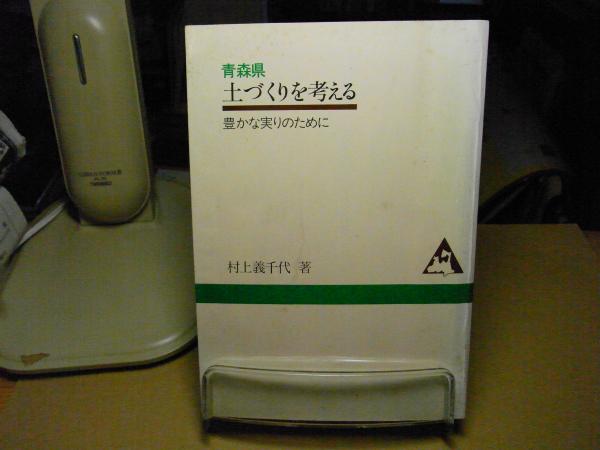 青森県
土づくりを考える
豊かな実りのために
村上義千代 著